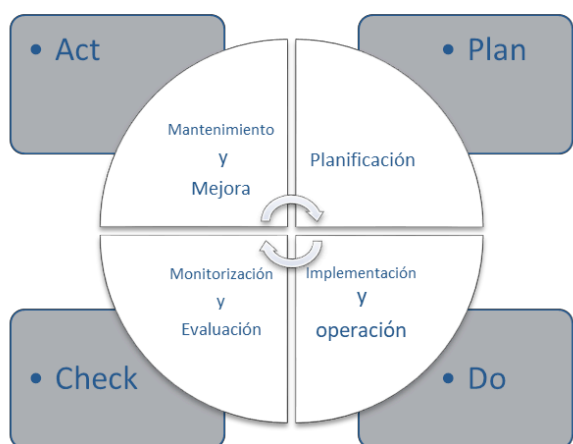 • Act
• Plan
Mantenimiento
y
Mejora
Planificación
Monitorización
y
Evaluación
Implementación
y
operación
• Check
• Do